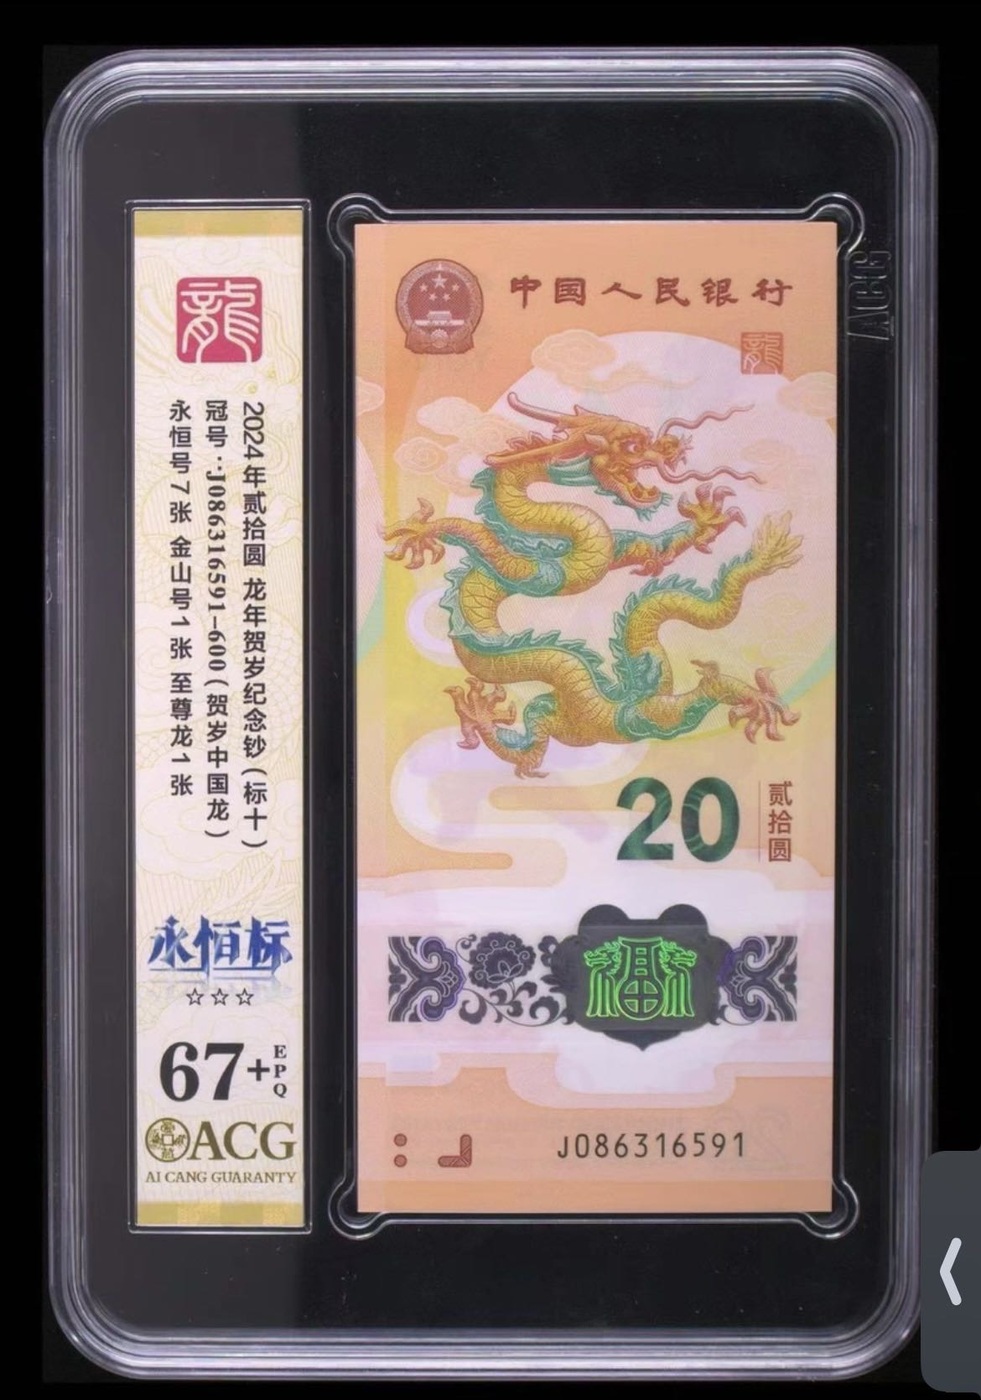 龍
2024年贰拾圆 龙年贺岁纪念钞(标十)
冠号:J086316591-600(贺岁中国龙)
永恒号7张 金山号1张 至尊龙1张
永恒标
☆☆☆
67+
EPQ
ACG
AI CANG GUARANTY
中国人民银行
龍
20
贰拾圆
J086316591
ACG